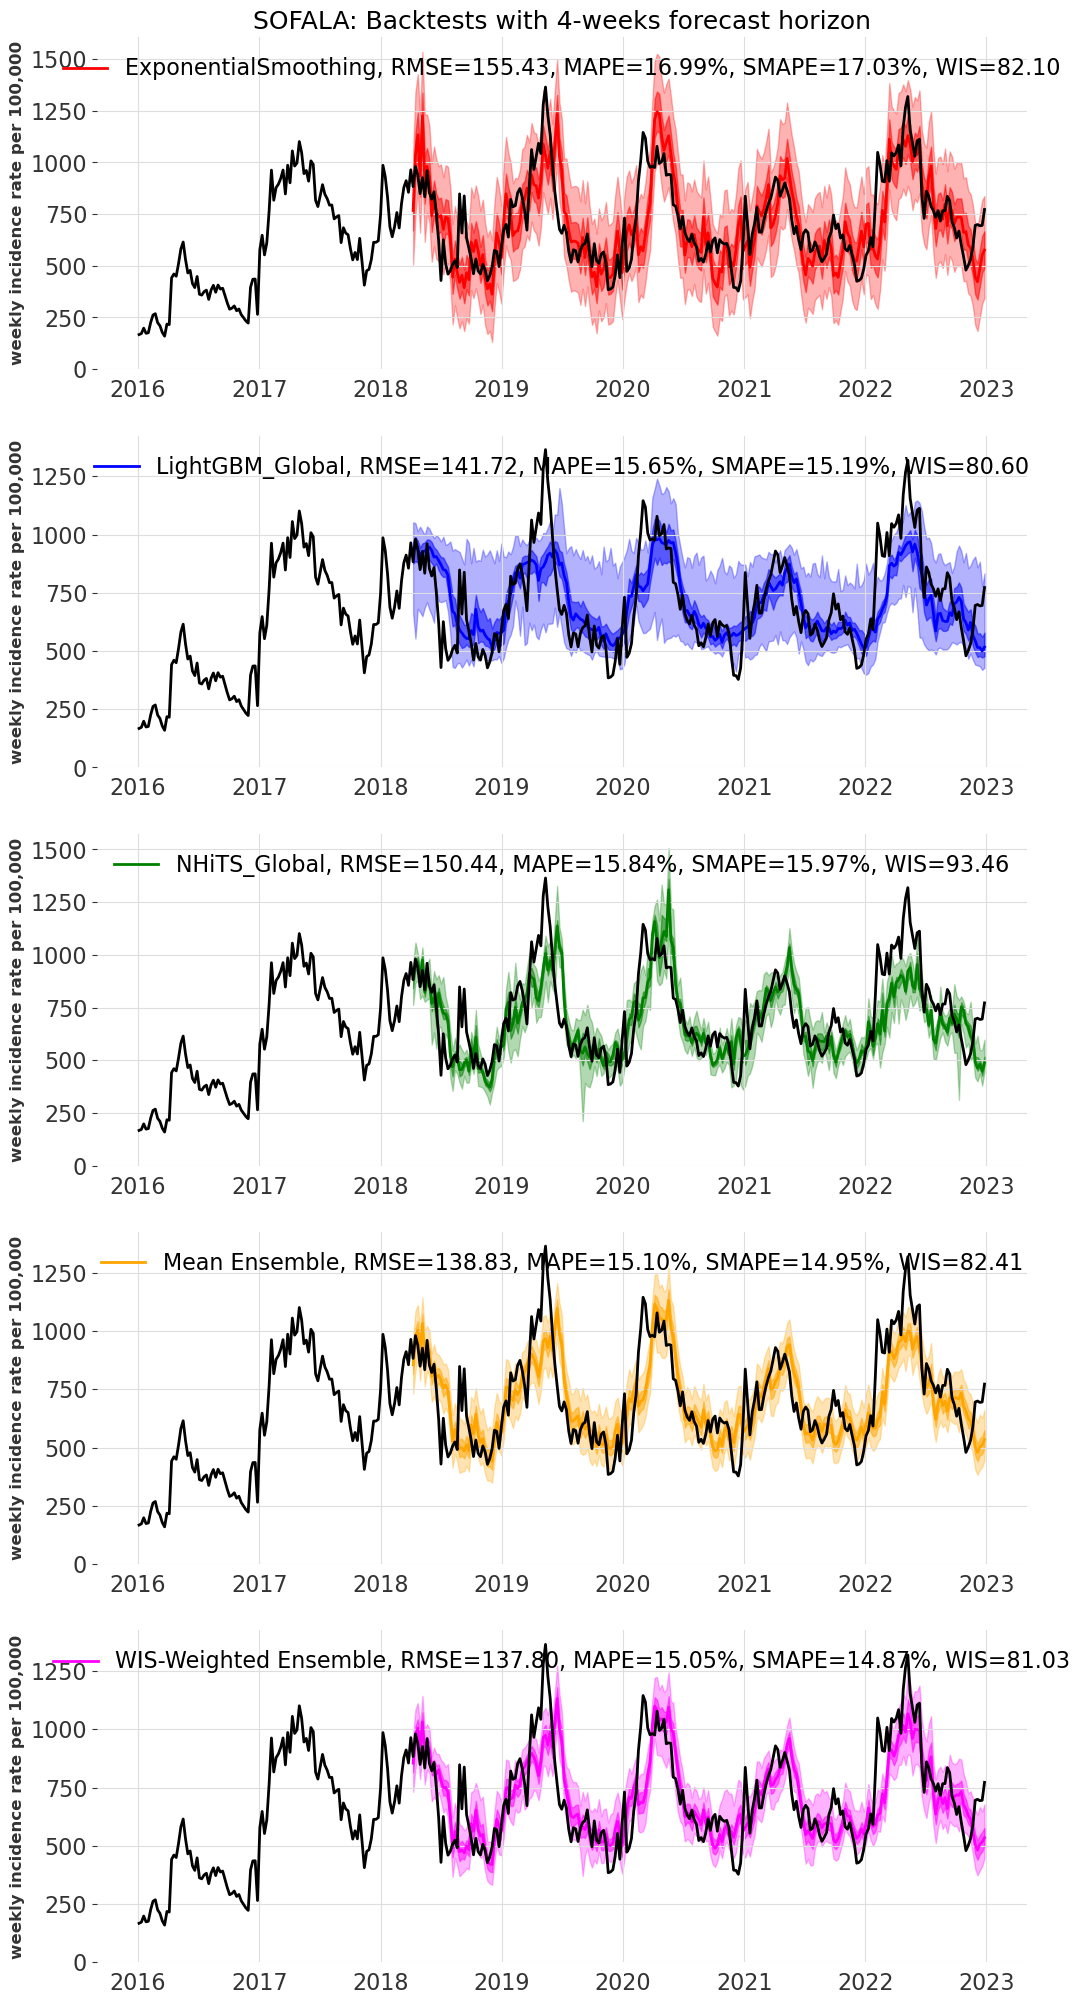 SOFALA: Backtests with 4-weeks forecast horizon
weekly incidence rate per 100,000
ExponentialSmoothing, RMSE=155.43, MAPE=16.99%, SMAPE=17.03%, WIS=82.10
1500
1250
1000
750
500
250
0
2016 2017 2018 2019 2020 2021 2022 2023
weekly incidence rate per 100,000
LightGBM_Global, RMSE=141.72, MAPE=15.65%, SMAPE=15.19%, WIS=80.60
1250
1000
750
500
250
0
2016 2017 2018 2019 2020 2021 2022 2023
weekly incidence rate per 100,000
NHiTS_Global, RMSE=150.44, MAPE=15.84%, SMAPE=15.97%, WIS=93.46
1500
1250
1000
750
500
250
0
2016 2017 2018 2019 2020 2021 2022 2023
weekly incidence rate per 100,000
Mean Ensemble, RMSE=138.83, MAPE=15.10%, SMAPE=14.95%, WIS=82.41
1250
1000
750
500
250
0
2016 2017 2018 2019 2020 2021 2022 2023
weekly incidence rate per 100,000
WIS-Weighted Ensemble, RMSE=137.80, MAPE=15.05%, SMAPE=14.87%, WIS=81.03
1250
1000
750
500
250
0
2016 2017 2018 2019 2020 2021 2022 2023